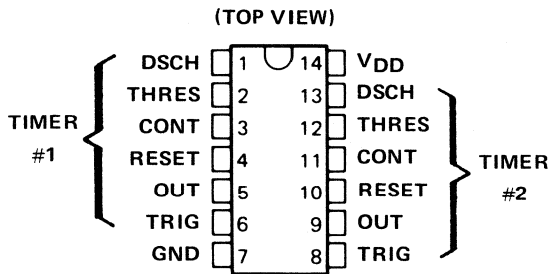 (TOP VIEW)
DSCH 1 14 VDD
THRES 2 13 DSCH
CONT 3 12 THRES
RESET 4 11 CONT
OUT 5 10 RESET
TRIG 6 9 OUT
GND 7 8 TRIG
TIMER
#1
TIMER
#2